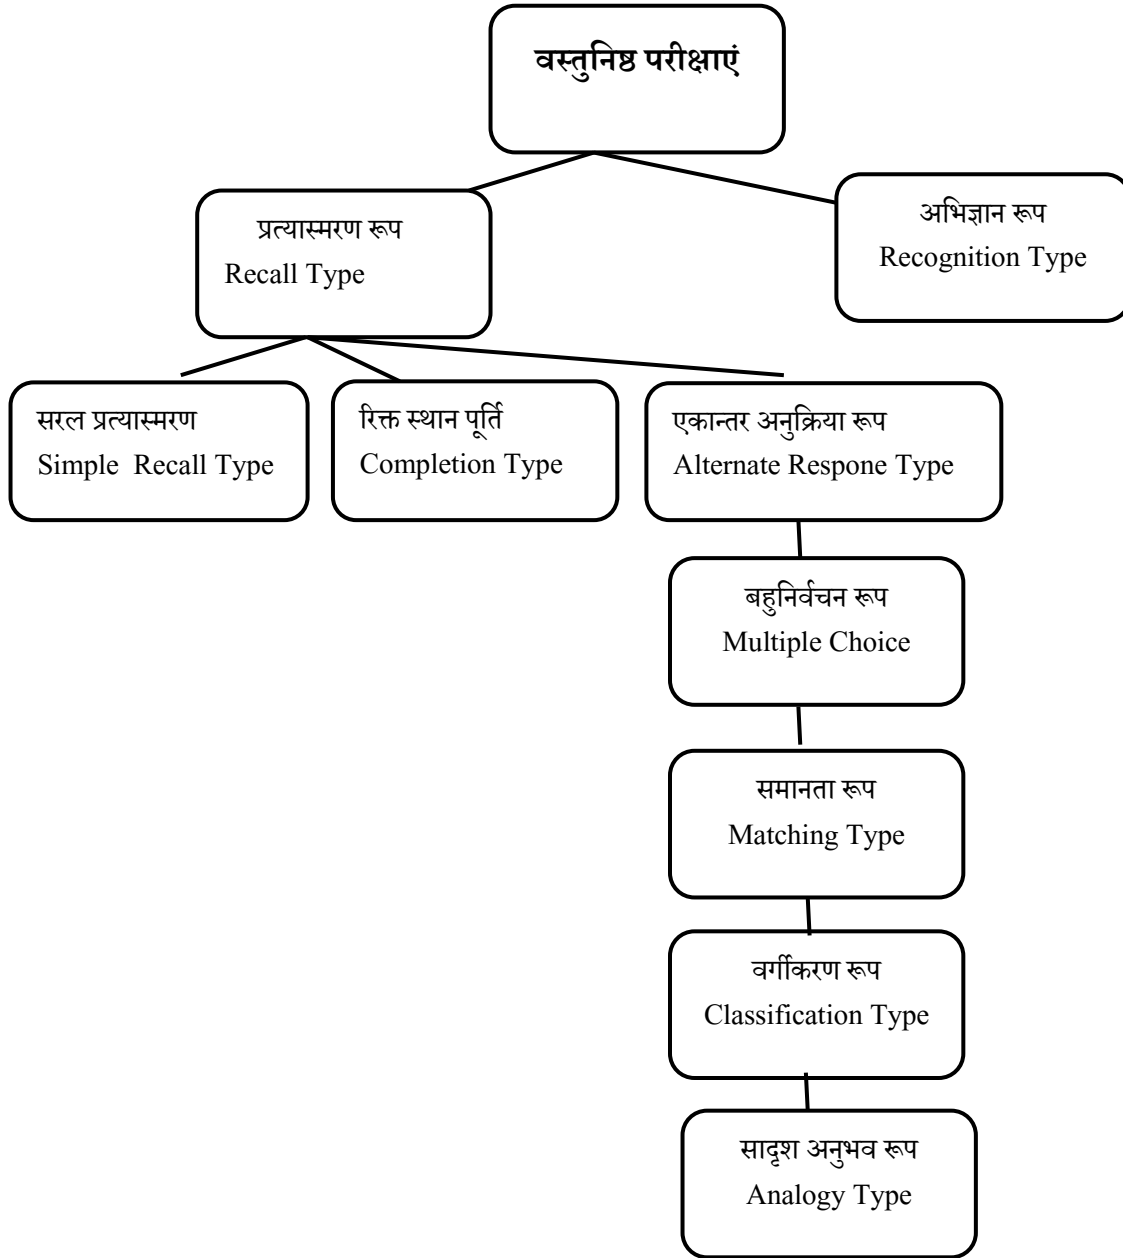 वस्तुनिष्ठ परीक्षाएं
प्रत्यास्मरण रूप
Recall Type
अभिज्ञान रूप
Recognition Type
सरल प्रत्यास्मरण
Simple Recall Type
रिक्त स्थान पूर्ति
Completion Type
एकान्तर अनुक्रिया रूप
Alternate Respone Type
बहुनिर्वचन रूप
Multiple Choice
समानता रूप
Matching Type
वर्गीकरण रूप
Classification Type
सादृश अनुभव रूप
Analogy Type